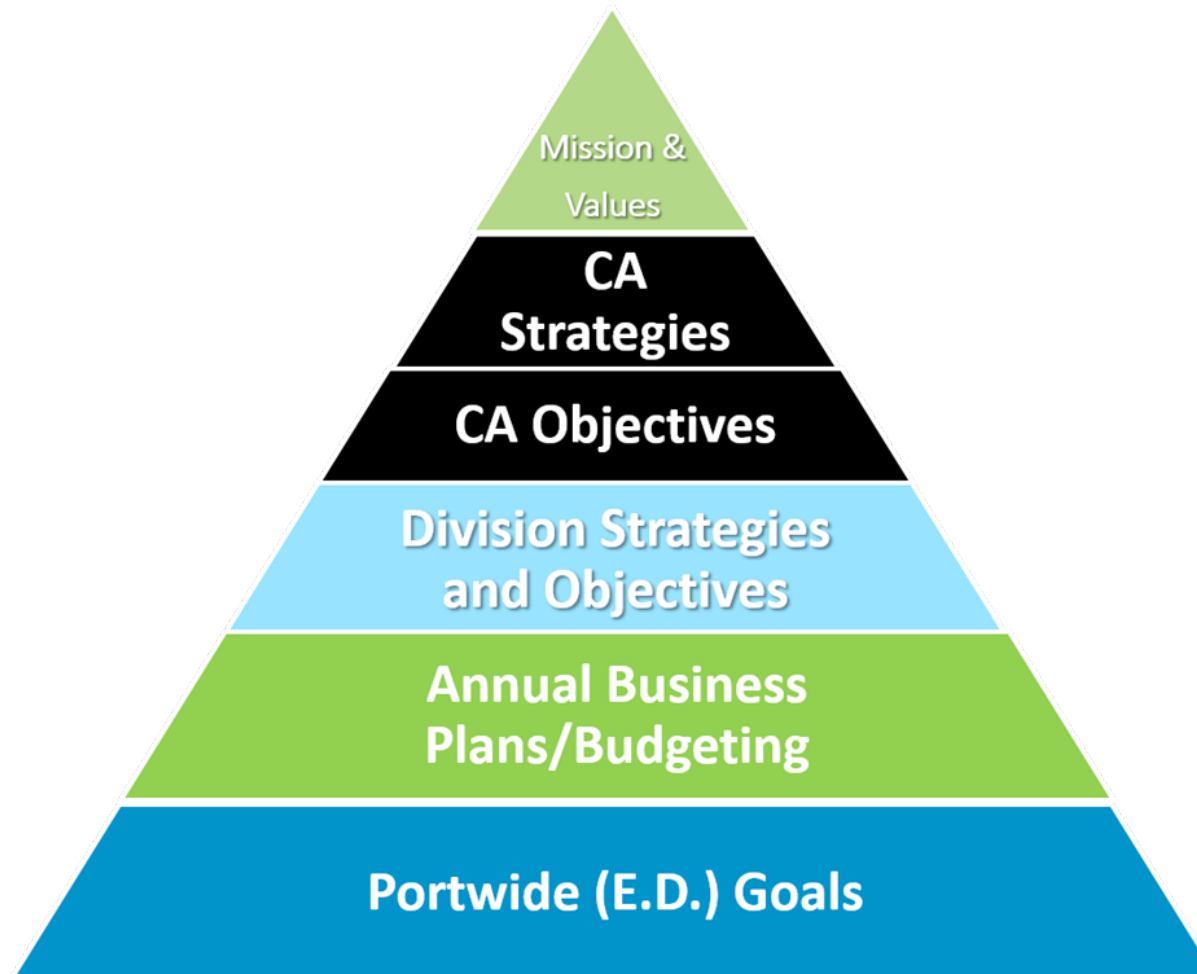 Mission &
Values
CA
Strategies
CA Objectives
Division Strategies
and Objectives
Annual Business
Plans/Budgeting
Portwide (E.D.) Goals